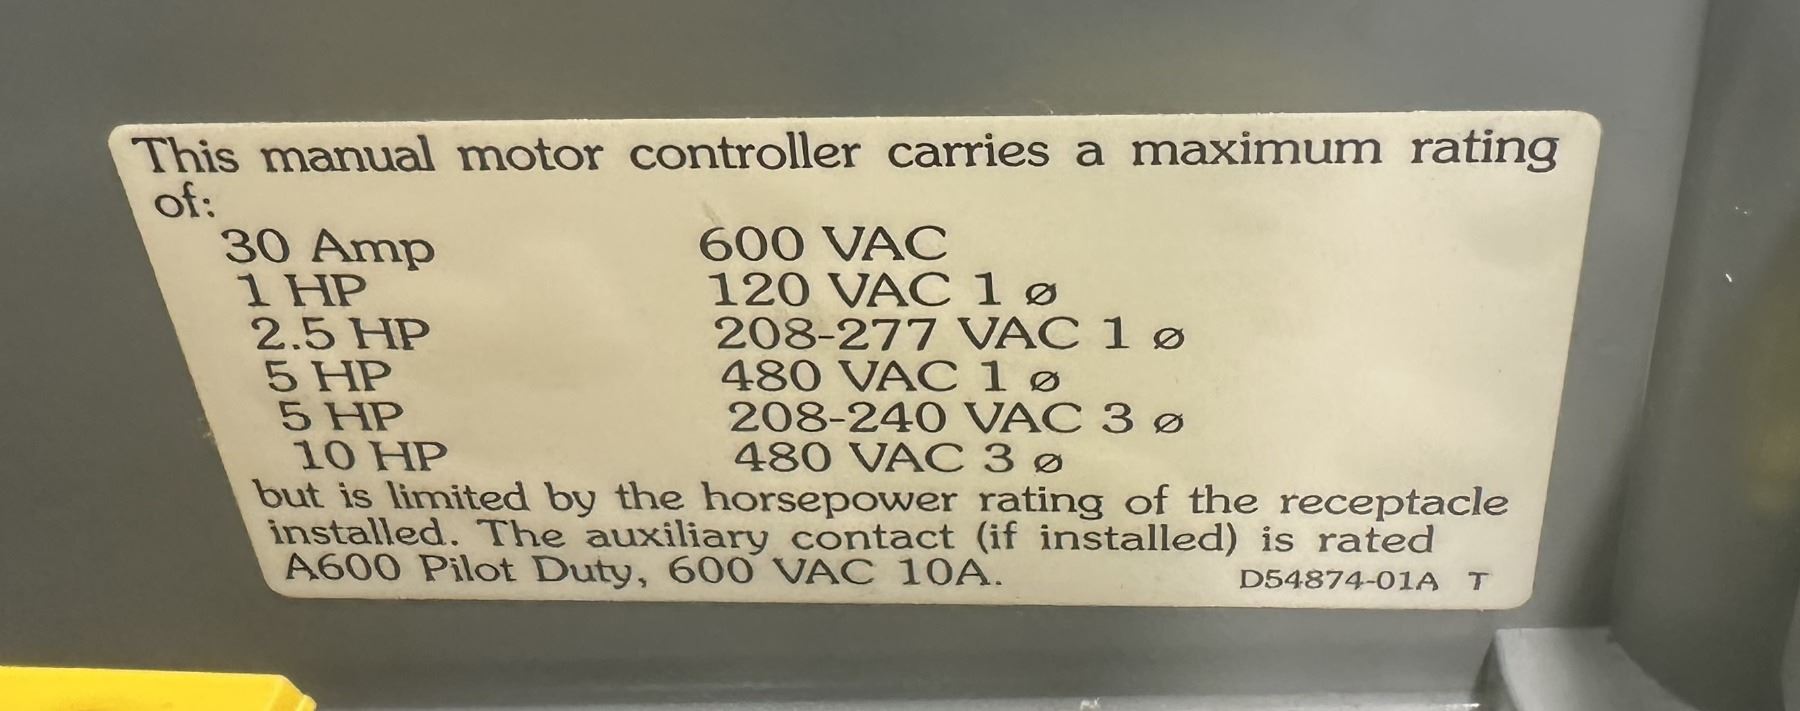 This manual motor controller carries a maximum rating
of:
30 Amp 600 VAC
1 HP 120 VAC 1 ø
2.5 HP 208-277 VAC 1 ø
5 HP 480 VAC 1 ø
5 HP 208-240 VAC 3 ø
10 HP 480 VAC 3 ø
but is limited by the horsepower rating of the receptacle
installed. The auxiliary contact (if installed) is rated
A600 Pilot Duty, 600 VAC 10A. D54874-01A T